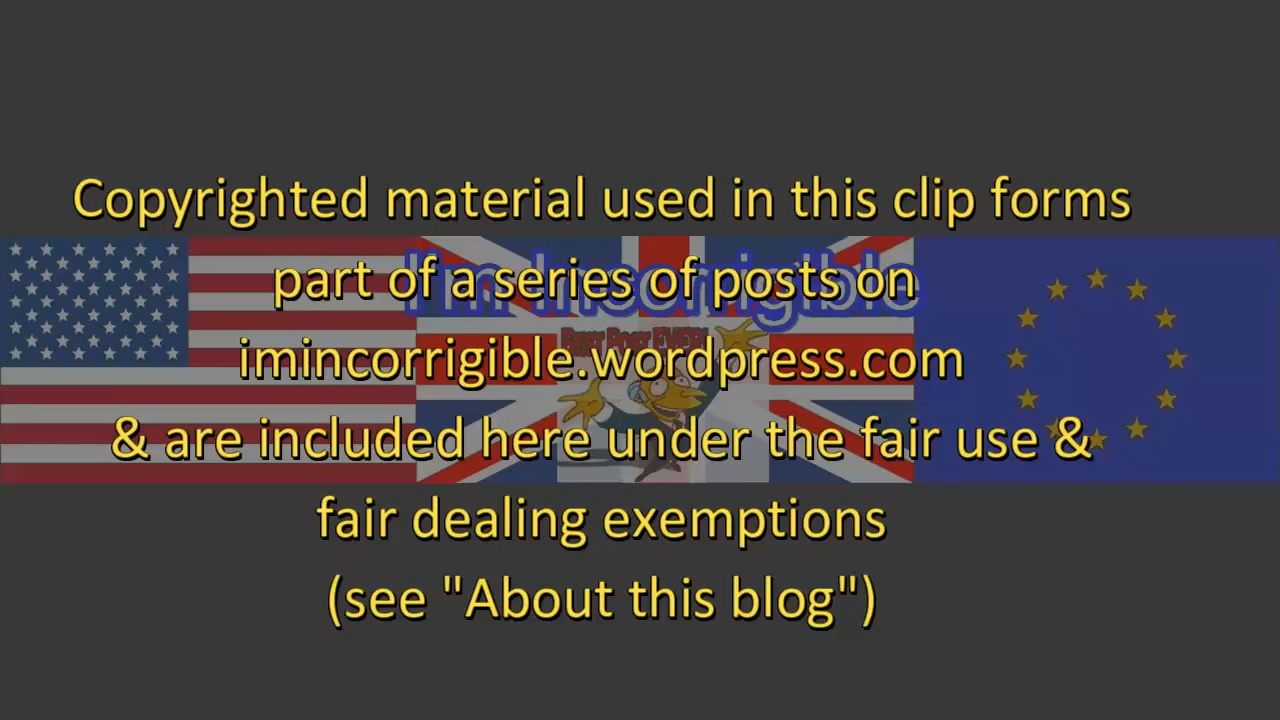 Copyrighted material used in this clip forms
part of a series of posts on
imincorrigible.wordpress.com
& are included here under the fair use &
fair dealing exemptions
(see "About this blog")
I'm Incorrigible